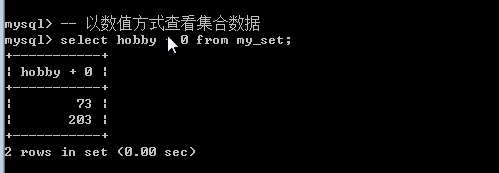 mysql> -- 以数值方式查看集合数据
mysql> select hobby + 0 from my_set;
+-----------+
| hobby + 0 |
+-----------+
|        73 |
|       203 |
+-----------+
2 rows in set (0.00 sec)